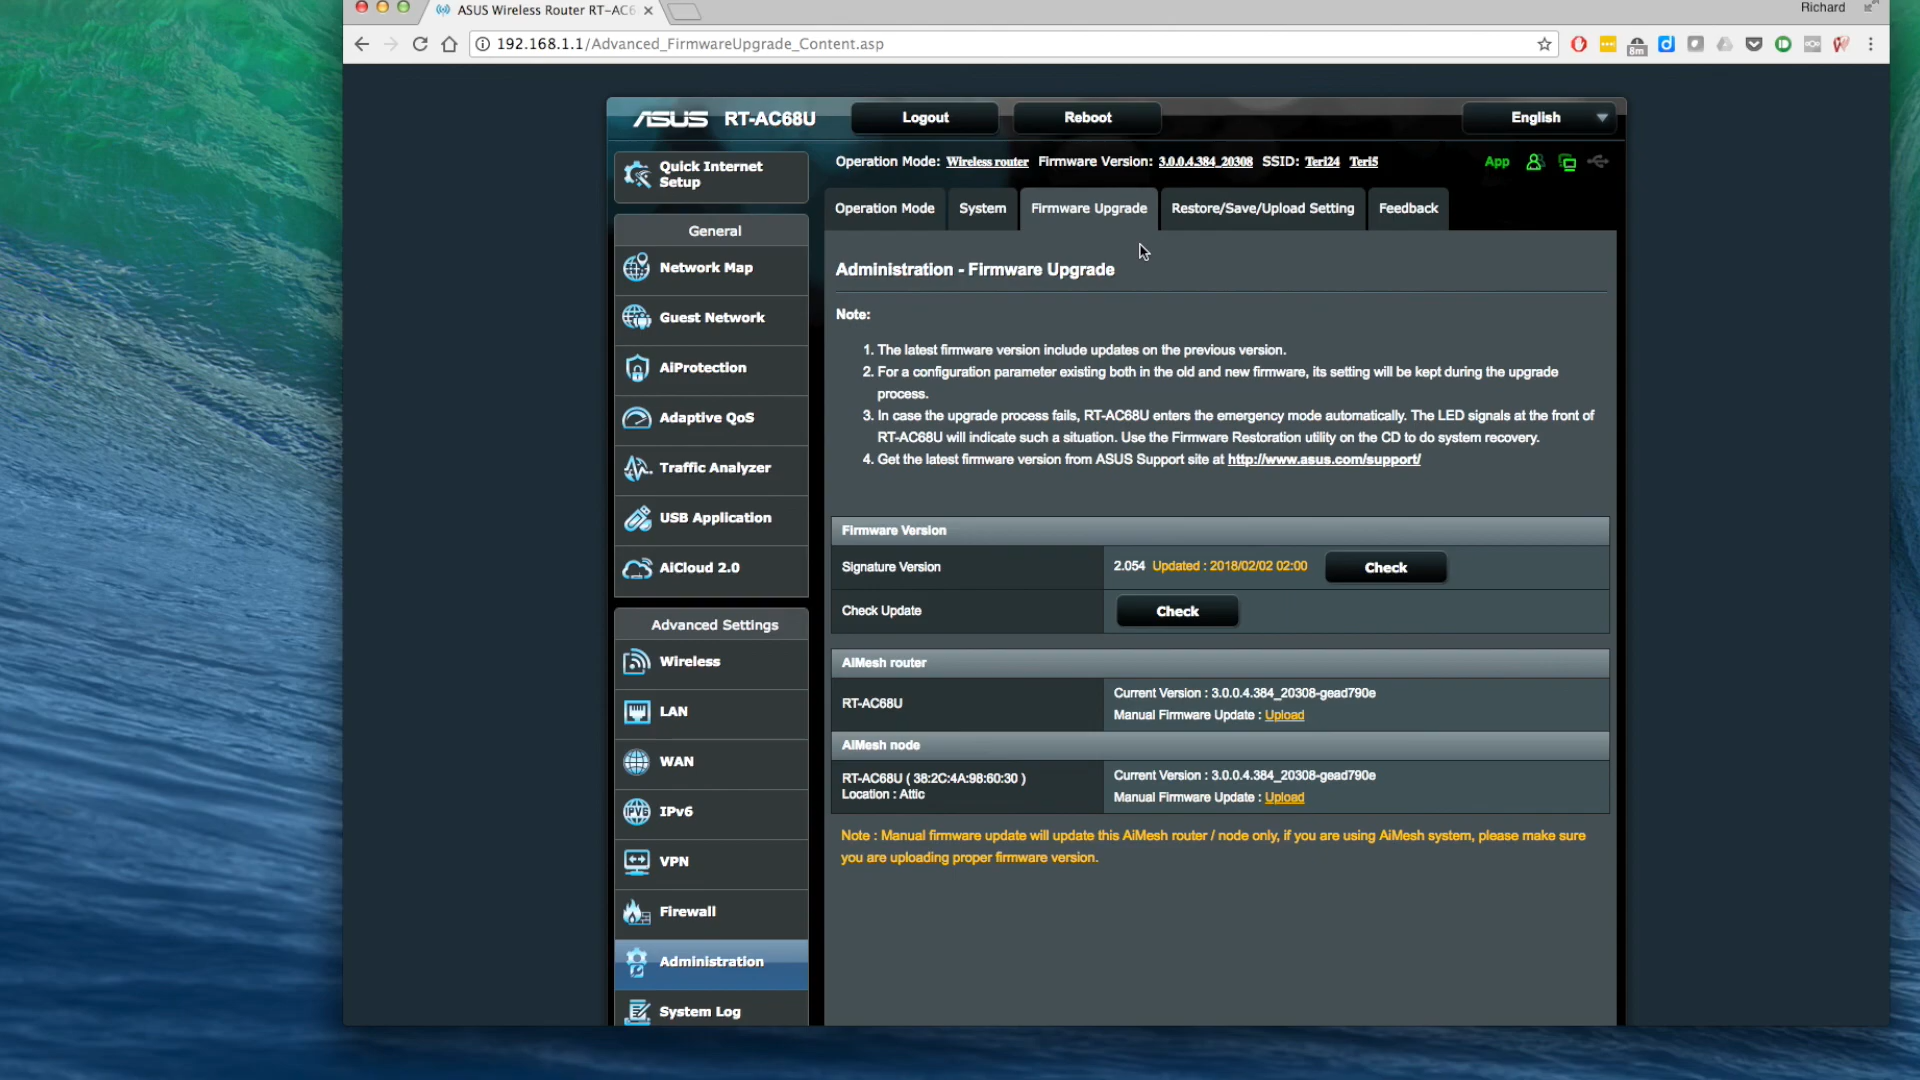 ASUS Wireless Router RT-AC6
Richard
192.168.1.1/Advanced_FirmwareUpgrade_Content.asp
8m
ASUS RT-AC68U
Logout
Reboot
English
Quick Internet
Setup
Operation Mode: Wireless router Firmware Version: 3.0.0.4.384_20308 SSID: Teri24 Teri5
App
Operation Mode
System
Firmware Upgrade
Restore/Save/Upload Setting
Feedback
General
Network Map
Guest Network
AiProtection
Adaptive QoS
Traffic Analyzer
USB Application
AiCloud 2.0
Advanced Settings
Wireless
LAN
WAN
IPv6
VPN
Firewall
Administration
System Log
Administration - Firmware Upgrade
Note:
1. The latest firmware version include updates on the previous version.
2. For a configuration parameter existing both in the old and new firmware, its setting will be kept during the upgrade
process.
3. In case the upgrade process fails, RT-AC68U enters the emergency mode automatically. The LED signals at the front of
RT-AC68U will indicate such a situation. Use the Firmware Restoration utility on the CD to do system recovery.
4. Get the latest firmware version from ASUS Support site at http://www.asus.com/support/
Firmware Version
Signature Version
2.054 Updated : 2018/02/02 02:00
Check
Check Update
Check
AiMesh router
RT-AC68U
Current Version : 3.0.0.4.384_20308-gead790e
Manual Firmware Update : Upload
AiMesh node
RT-AC68U ( 38:2C:4A:98:60:30 )
Location : Attic
Current Version : 3.0.0.4.384_20308-gead790e
Manual Firmware Update : Upload
Note : Manual firmware update will update this AiMesh router / node only, if you are using AiMesh system, please make sure
you are uploading proper firmware version.